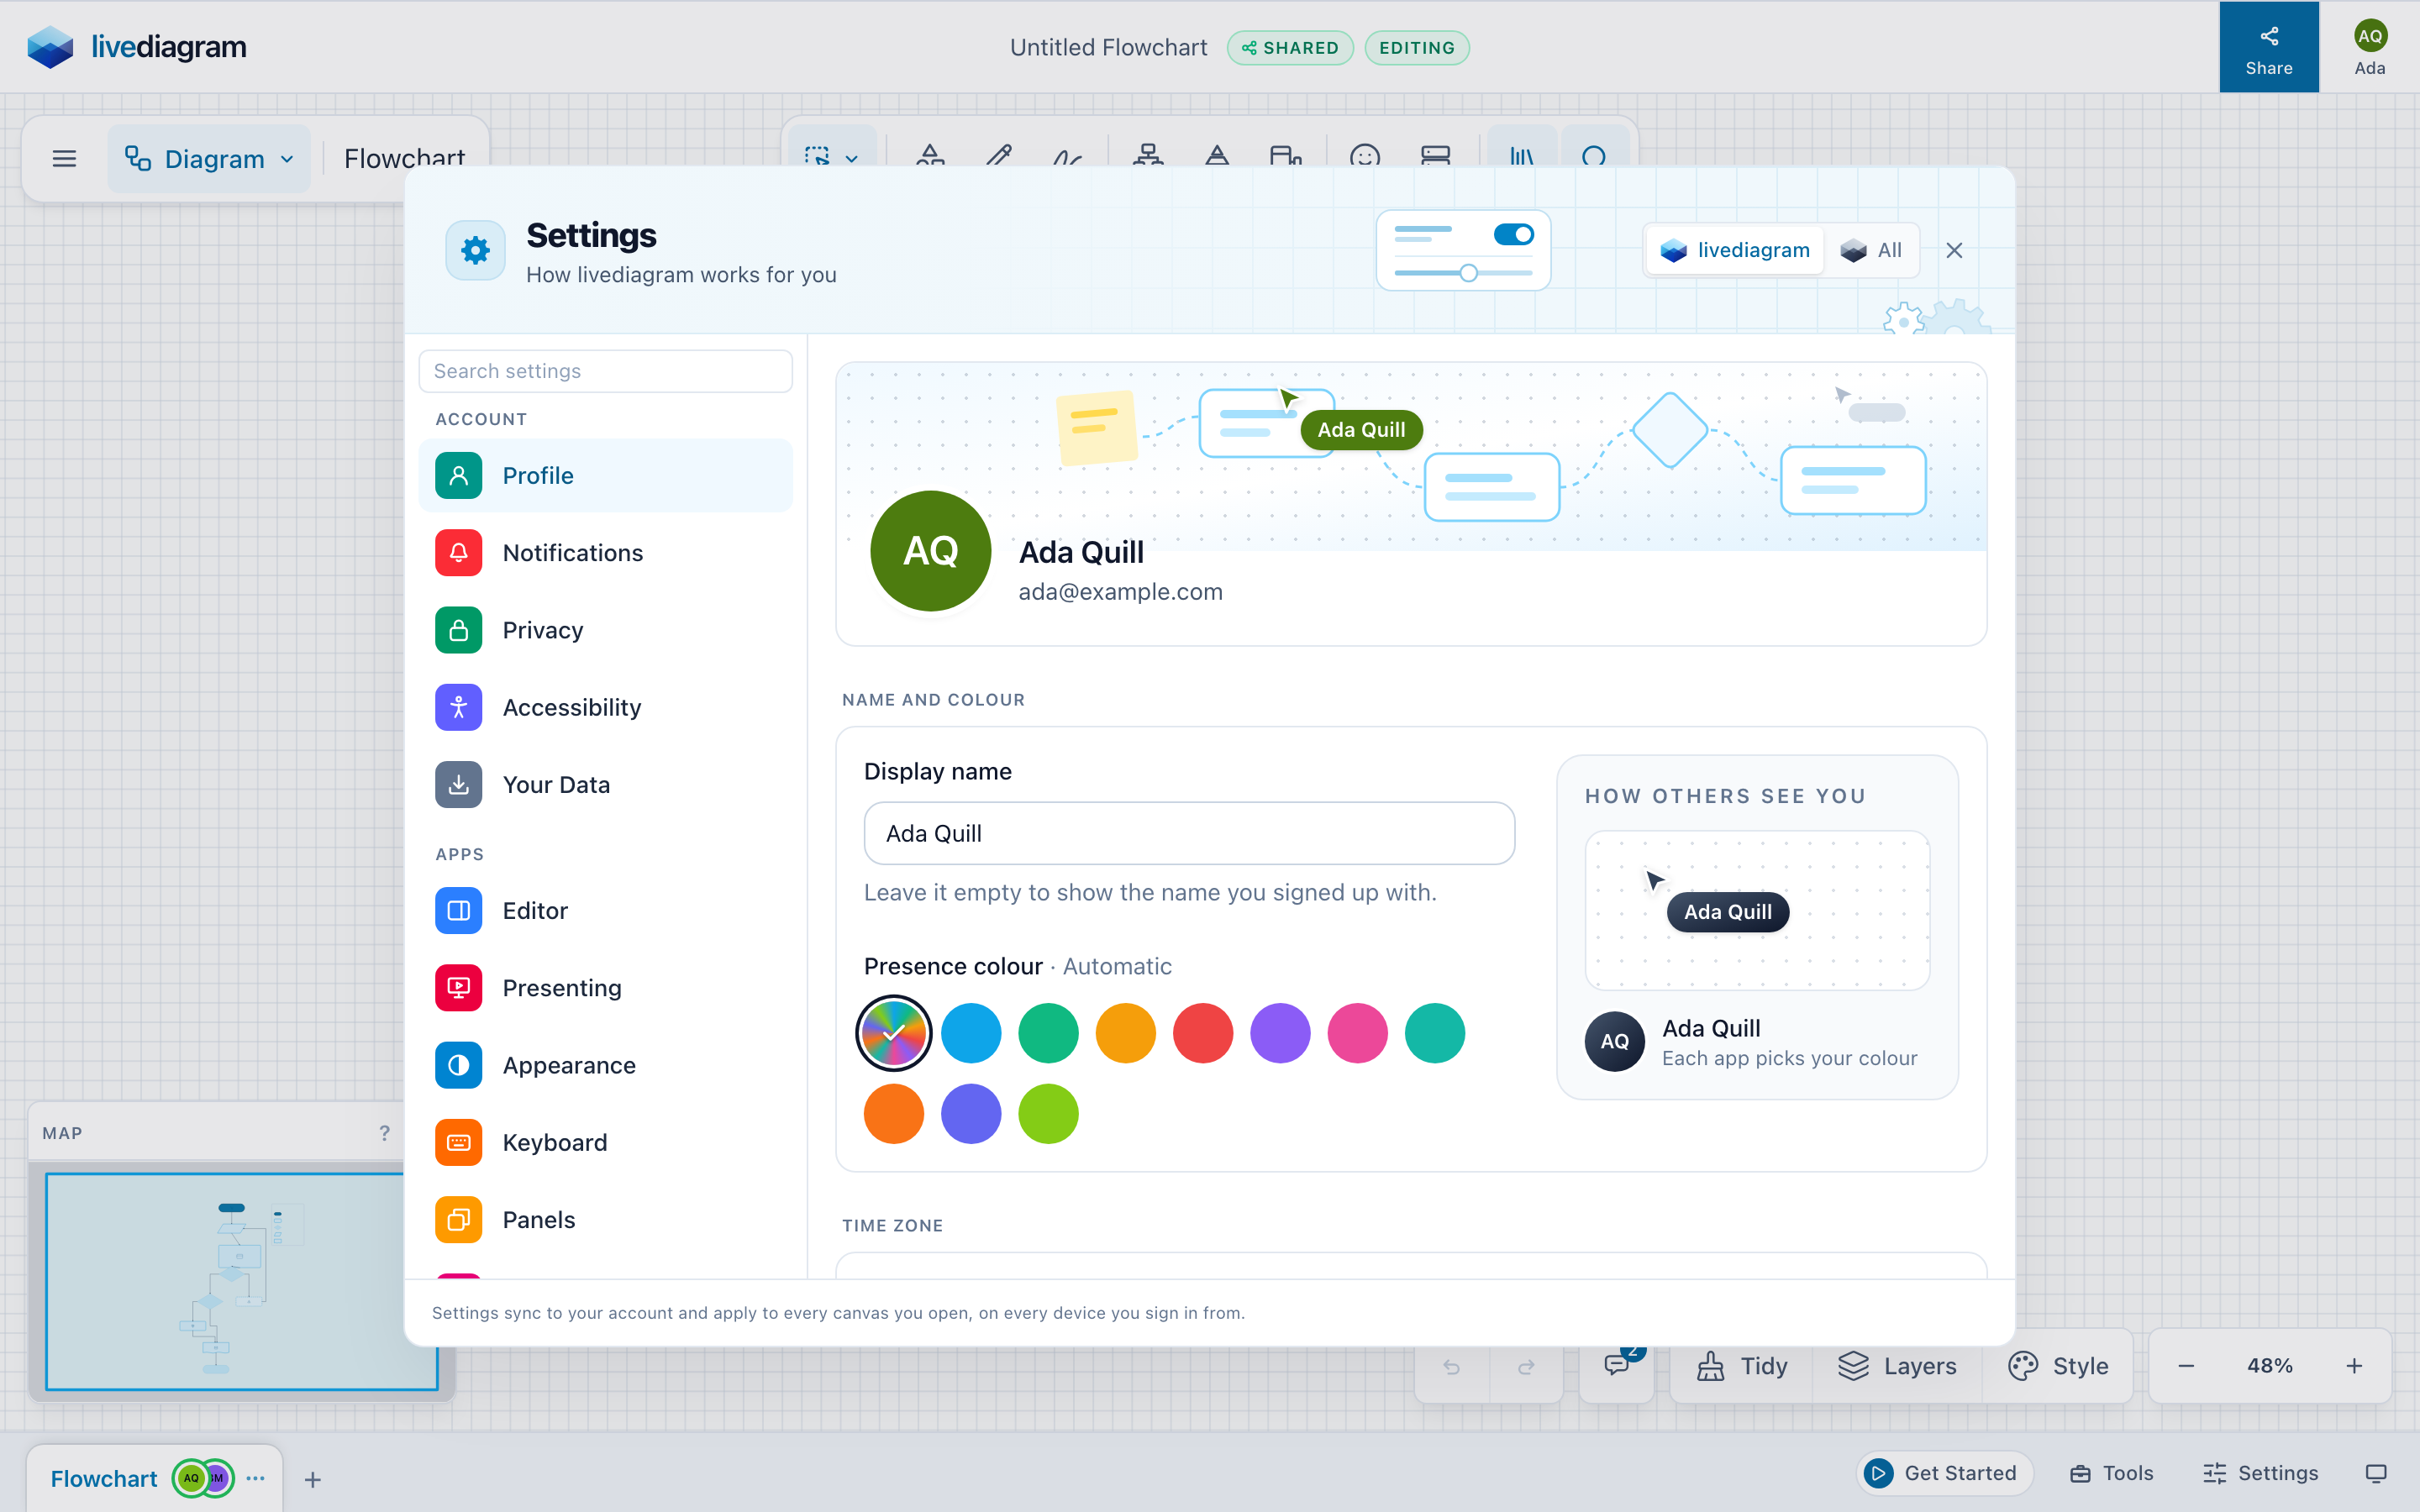 livediagram
Untitled Flowchart
SHARED
EDITING
Share
AQ
Ada
Diagram
Flowchart
Settings
How livediagram works for you
livediagram
All
Search settings
ACCOUNT
Profile
Notifications
Privacy
Accessibility
Your Data
APPS
Editor
Presenting
Appearance
Keyboard
Panels
Ada Quill
AQ
Ada Quill
ada@example.com
NAME AND COLOUR
Display name
Ada Quill
Leave it empty to show the name you signed up with.
Presence colour · Automatic
HOW OTHERS SEE YOU
Ada Quill
AQ
Ada Quill
Each app picks your colour
TIME ZONE
Settings sync to your account and apply to every canvas you open, on every device you sign in from.
MAP
?
2
Tidy
Layers
Style
48%
Flowchart
AQ
Get Started
Tools
Settings